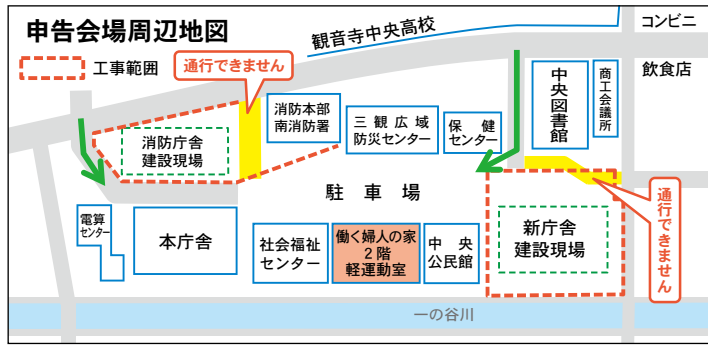 申告会場周辺地図
工事範囲
通行できません
観音寺中央高校
コンビニ
飲食店
消防庁舎
建設現場
消防本部
南消防署
三観広域
防災センター
保健
センター
中央図書館
商工会議所
駐車場
通行できません
電算
センター
本庁舎
社会福祉
センター
働く婦人の家
2階
軽運動室
中央
公民館
新庁舎
建設現場
一の谷川